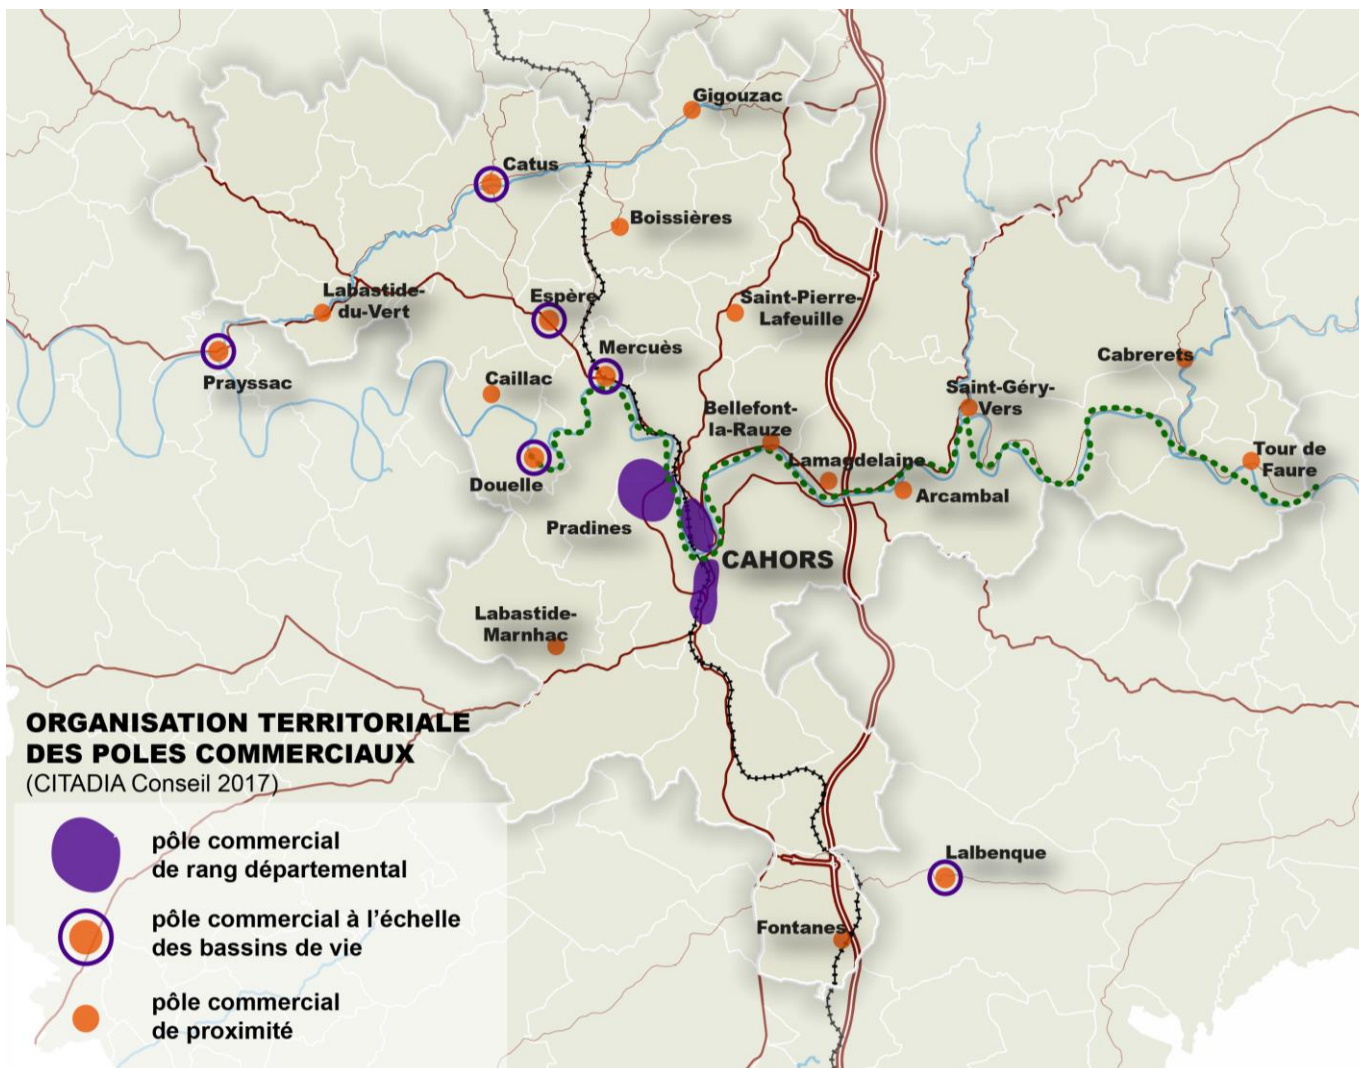 Gigouzac
Catus
Boissières
Labastide-
du-Vert
Espère
Saint-Pierre-
Lafeuille
Mercuès
Cabrerets
Prayssac
Caillac
Saint-Géry-
Vers
Bellefont-
la-Rauze
Lamagdelaine
Tour de
Faure
Douelle
Arcambal
Pradines
CAHORS
Labastide-
Marnhac
ORGANISATION TERRITORIALE
DES POLES COMMERCIAUX
(CITADIA Conseil 2017)
pôle commercial
de rang départemental
pôle commercial à l'échelle
des bassins de vie
pôle commercial
de proximité
Lalbenque
Fontanes